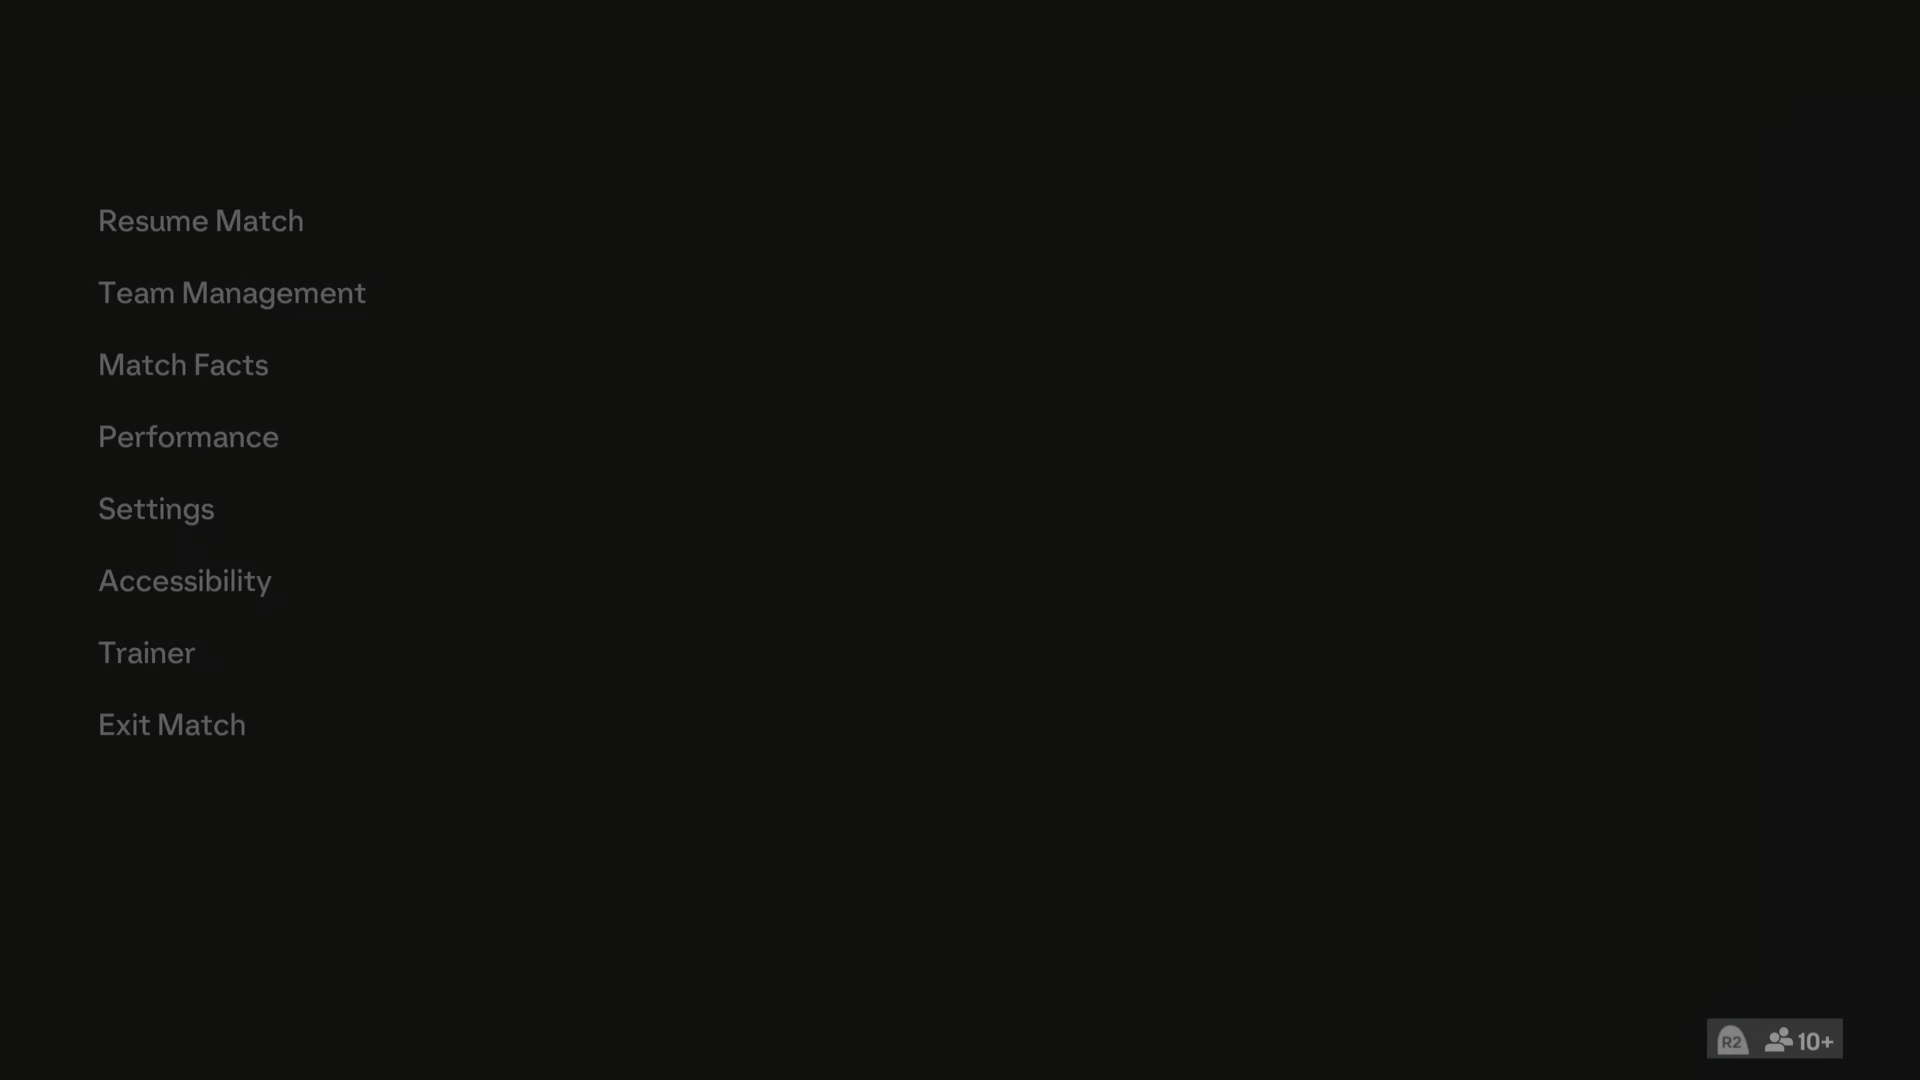 Resume Match
Team Management
Match Facts
Performance
Settings
Accessibility
Trainer
Exit Match
R2 10+